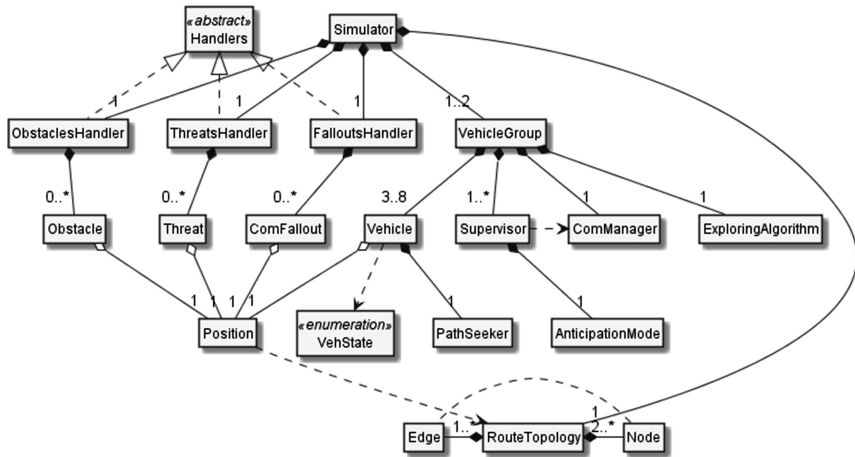 «abstract»
Handlers
Simulator
1
1
1
1..2
ObstaclesHandler
ThreatsHandler
FalloutsHandler
VehicleGroup
0..*
0..*
0..*
3..8
1..*
1
1
Obstacle
Threat
ComFallout
Vehicle
Supervisor
ComManager
ExploringAlgorithm
1
1
1
1
1
1
Position
«enumeration»
VehState
PathSeeker
AnticipationMode
1
1..*
2..*
Edge
RouteTopology
Node